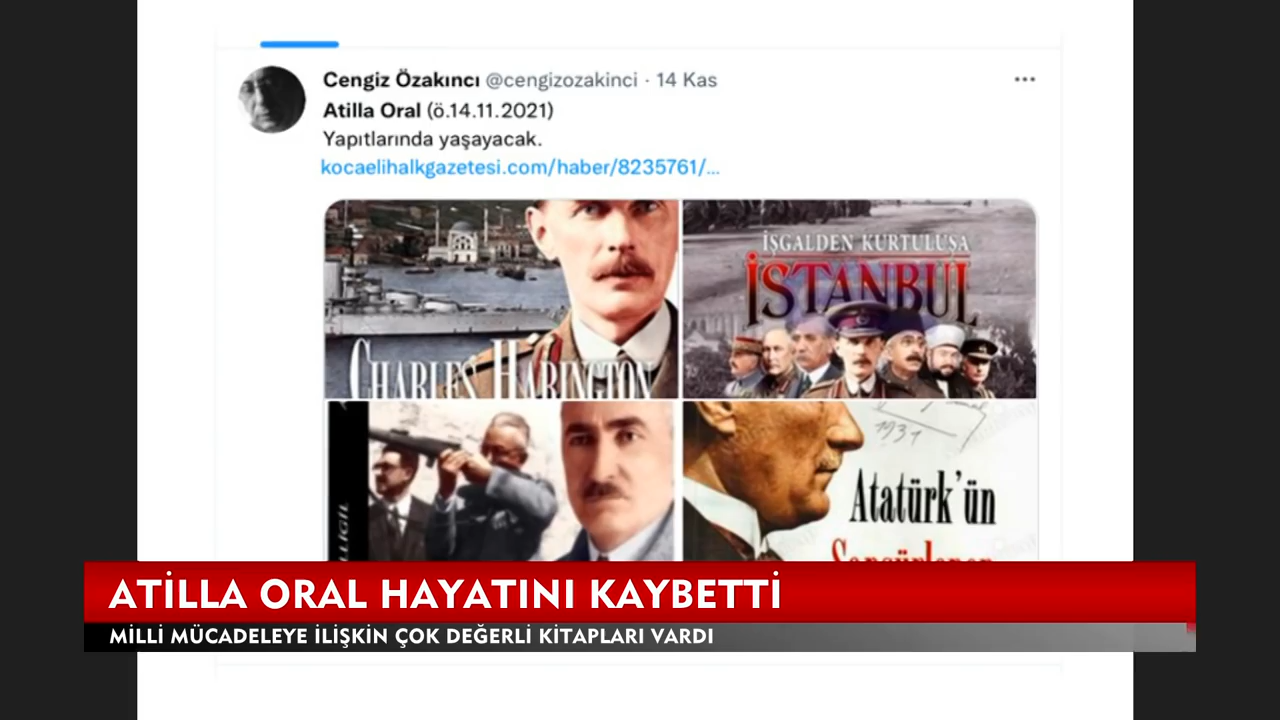 Cengiz Özakıncı @cengizozakinci · 14 Kas
Atilla Oral (ö.14.11.2021)
Yapıtlarında yaşayacak.
kocaelihalkgazetesi.com/haber/8235761/...
CHARLES HARINGTON
İŞGALDEN KURTULUŞA
İSTANBUL
1931
Atatürk'ün
ATİLLA ORAL HAYATINI KAYBETTİ
MİLLİ MÜCADELEYE İLİŞKİN ÇOK DEĞERLİ KİTAPLARI VARDI